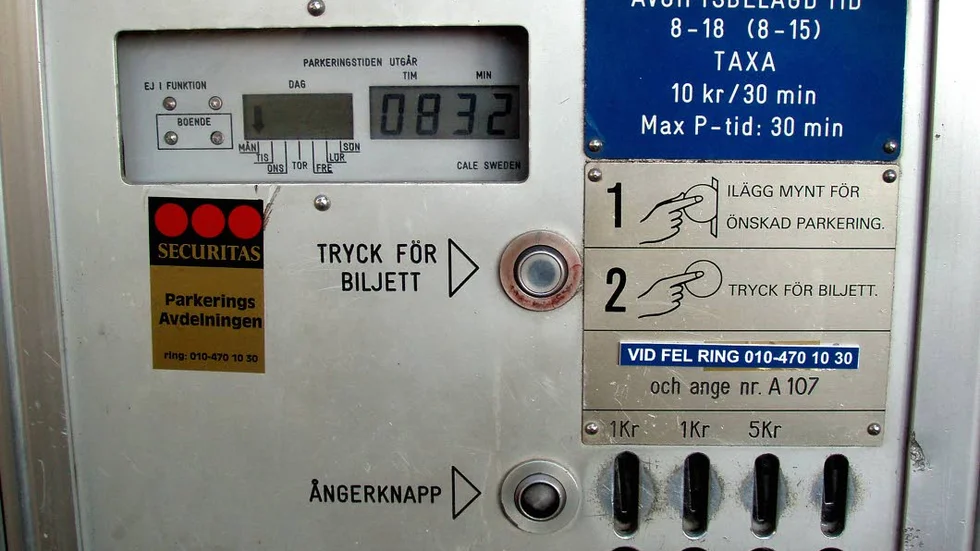 PARKERINGSTIDEN UTGÅR
TIM MIN
EJ I FUNKTION
DAG
BOENDE
0832
MÅN
TIS
ONS
TOR
FRE
LÖR
SÖN
CALE SWEDEN
SECURITAS
Parkerings
Avdelningen
ring: 010-470 10 30
TRYCK FÖR
BILJETT
ÅNGERKNAPP
AVGIFTSBELAGD TID
8-18 (8-15)
TAXA
10 kr/30 min
Max P-tid: 30 min
1
ILÄGG MYNT FÖR
ÖNSKAD PARKERING.
2
TRYCK FÖR BILJETT.
VID FEL RING 010-470 10 30
och ange nr. A 107
1Kr 1Kr 5Kr